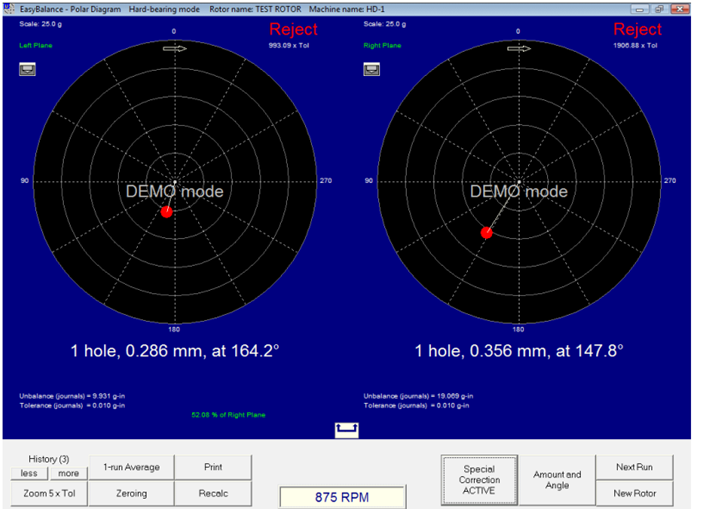 EasyBalance - Polar Diagram Hard-bearing mode Rotor name: TEST ROTOR Machine name: HD-1
Scale: 25.0 g
Reject
Left Plane
993.09 x Tol
0
90
270
DEMO mode
180
1 hole, 0.286 mm, at 164.2°
Unbalance (journals) = 9.931 g-in
Tolerance (journals) = 0.010 g-in
52.08 % of Right Plane
Scale: 25.0 g
Reject
Right Plane
1906.88 x Tol
0
90
270
DEMO mode
180
1 hole, 0.356 mm, at 147.8°
Unbalance (journals) = 19.069 g-in
Tolerance (journals) = 0.010 g-in
History (3)
less more
1-run Average
Print
Zoom 5 x Tol
Zeroing
Recalc
875 RPM
Special
Correction
ACTIVE
Amount and
Angle
Next Run
New Rotor